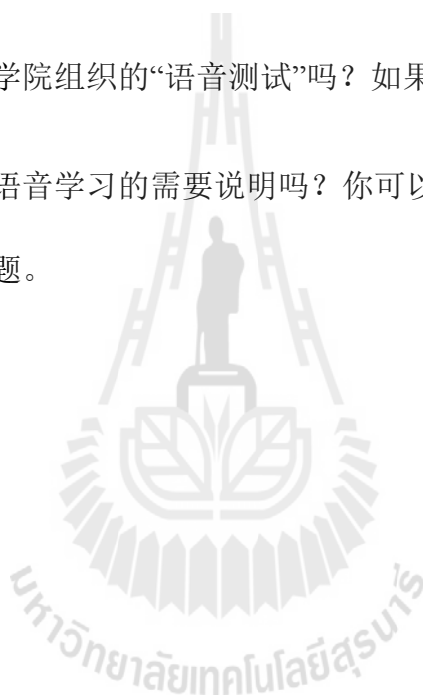 学院组织的“语音测试”吗？如果
语音学习的需要说明吗？你可以
题。
มหาวิทยาลัยเทคโนโลยีสุรนารี